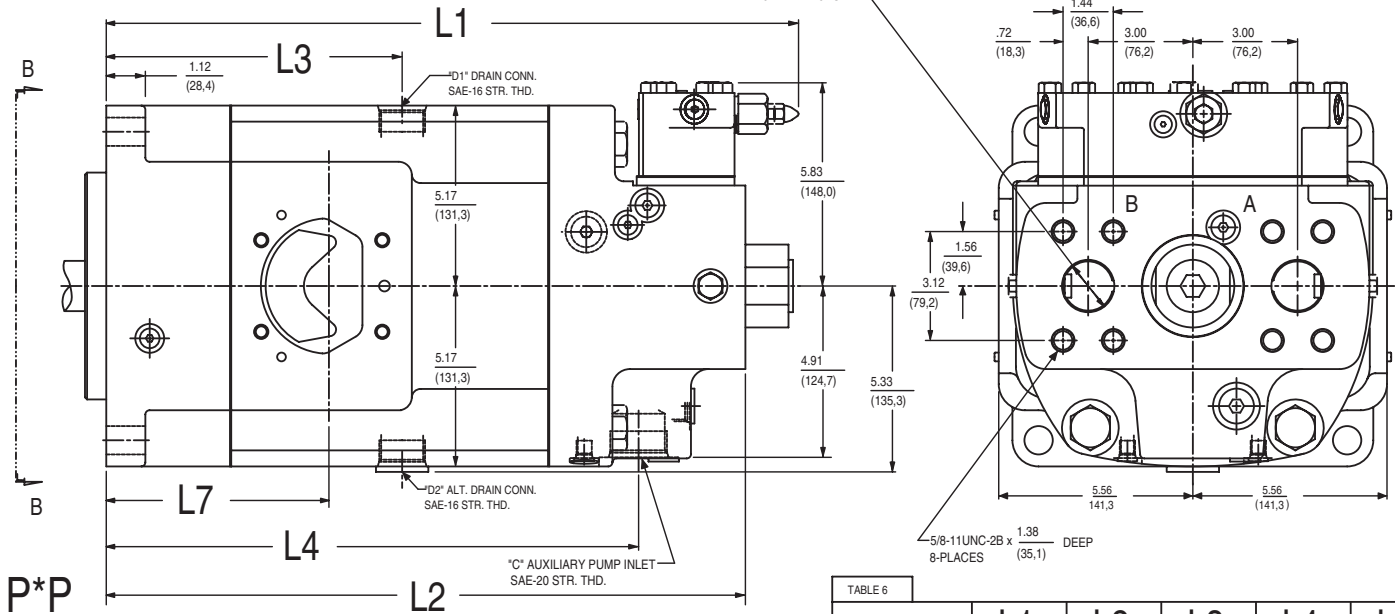 L1
L3
1.12
(28,4)
B
"D1" DRAIN CONN.
SAE-16 STR. THD.
5.17
(131,3)
5.83
(148,0)
5.17
(131,3)
4.91
(124,7)
5.33
(135,3)
B
L7
"D2" ALT. DRAIN CONN.
SAE-16 STR. THD.
L4
"C" AUXILIARY PUMP INLET
SAE-20 STR. THD.
L2
P*P
1.44
(36,6)
.72
(18,3)
3.00
(76,2)
3.00
(76,2)
B
A
1.56
(39,6)
3.12
(79,2)
5.56
141,3
5.56
(141,3)
5/8-11UNC-2B x 1.38 DEEP
(35,1)
8-PLACES
TABLE 6